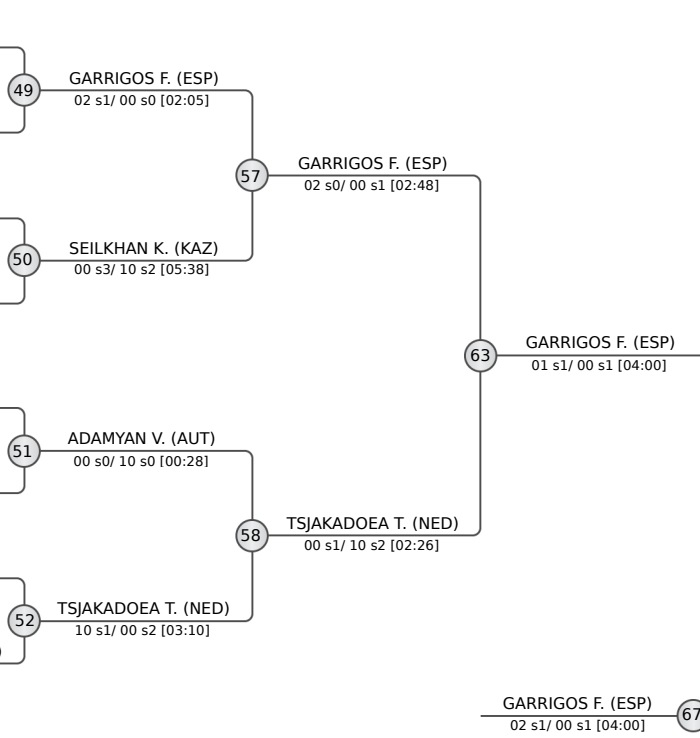 49
GARRIGOS F. (ESP)
02 s1/ 00 s0 [02:05]
57
GARRIGOS F. (ESP)
02 s0/ 00 s1 [02:48]
50
SEILKHAN K. (KAZ)
00 s3/ 10 s2 [05:38]
63
GARRIGOS F. (ESP)
01 s1/ 00 s1 [04:00]
51
ADAMYAN V. (AUT)
00 s0/ 10 s0 [00:28]
58
TSJAKADOEA T. (NED)
00 s1/ 10 s2 [02:26]
52
TSJAKADOEA T. (NED)
10 s1/ 00 s2 [03:10]
)
GARRIGOS F. (ESP)
02 s1/ 00 s1 [04:00]
67